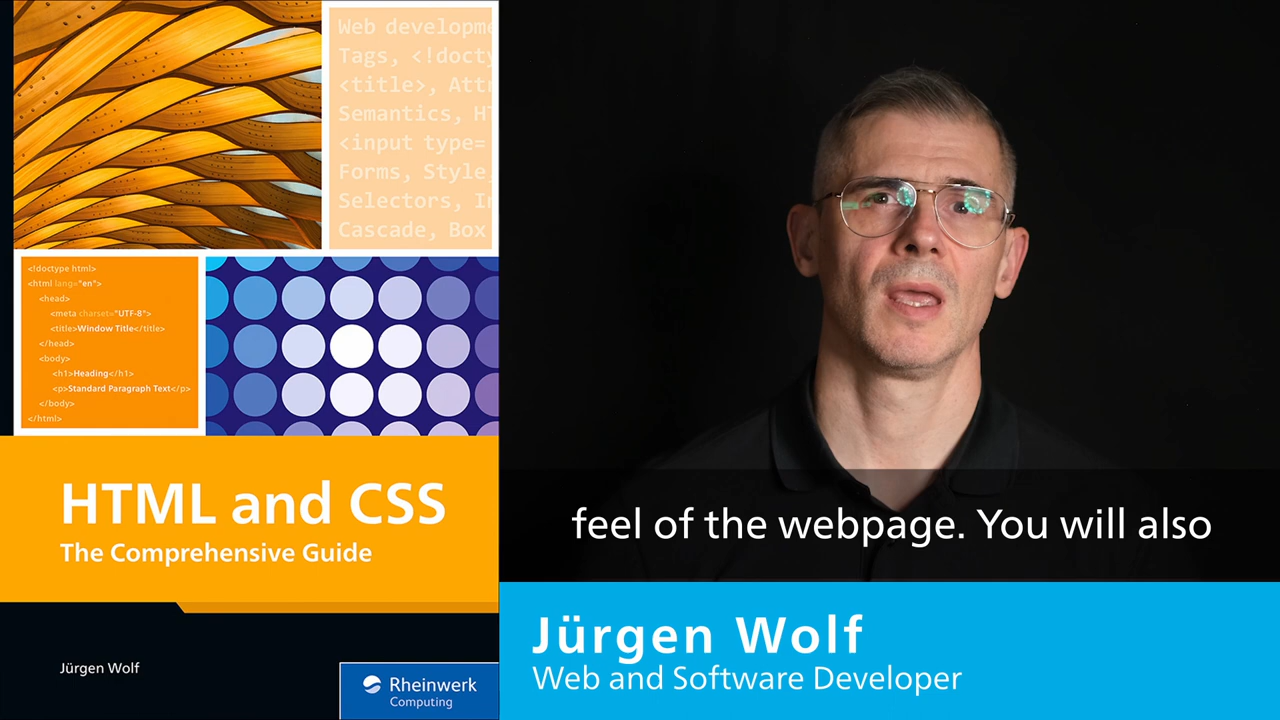 Web developme
Tags, <!docty
<title>, Attr
Semantics, HT
<input type=
Forms, Style
Selectors, In
Cascade, Box
<!doctype html>
<html lang="en">
<head>
<meta charset="UTF-8">
<title>Window Title</title>
</head>
<body>
<h1>Heading</h1>
<p>Standard Paragraph Text</p>
</body>
</html>
HTML and CSS
The Comprehensive Guide
Jürgen Wolf
Rheinwerk
Computing
feel of the webpage. You will also
Jürgen Wolf
Web and Software Developer